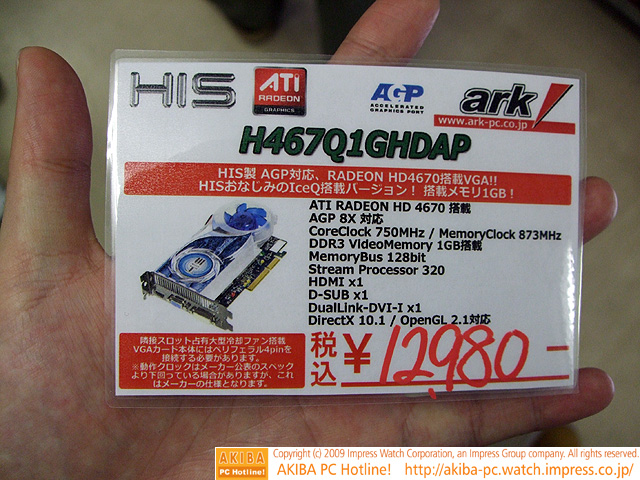 HIS
ATI
RADEON
GRAPHICS
AGP
ACCELERATED
GRAPHICS PORT
ark
www.ark-pc.co.jp
H467Q1GHDAP
HIS製 AGP対応、RADEON HD4670搭載VGA!!
HISおなじみのIceQ搭載バージョン！ 搭載メモリ1GB！
ATI RADEON HD 4670 搭載
AGP 8X 対応
CoreClock 750MHz / MemoryClock 873MHz
DDR3 VideoMemory 1GB搭載
MemoryBus 128bit
Stream Processor 320
HDMI x1
D-SUB x1
DualLink-DVI-I x1
DirectX 10.1 / OpenGL 2.1対応
隣接スロット占有大型冷却ファン搭載
VGAカード本体にはペリフェラル4pinを
接続する必要があります。
※動作クロックはメーカー公表のスペック
より下回っている場合がありますが、これ
はメーカーの仕様となります。
税込 ¥12,980-
AKIBA
PC Hotline!
Copyright (c) 2009 Impress Watch Corporation, an Impress Group company. All rights reserved.
AKIBA PC Hotline! http://akiba-pc.watch.impress.co.jp/